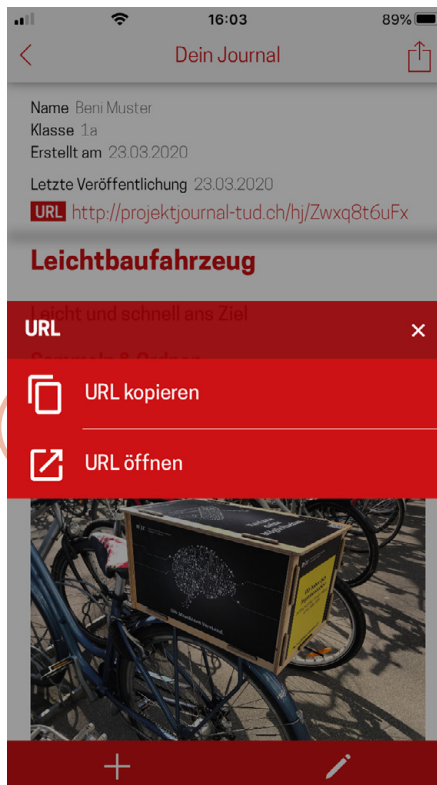 16:03
89%
Dein Journal
Name Beni Muster
Klasse 1a
Erstellt am 23.03.2020
Letzte Veröffentlichung 23.03.2020
URL http://projektjournal-tud.ch/hj/Zwxq8t6uFx
Leichtbaufahrzeug
Leicht und schnell ans Ziel
URL
Sammeln & Ordnen
URL kopieren
URL öffnen